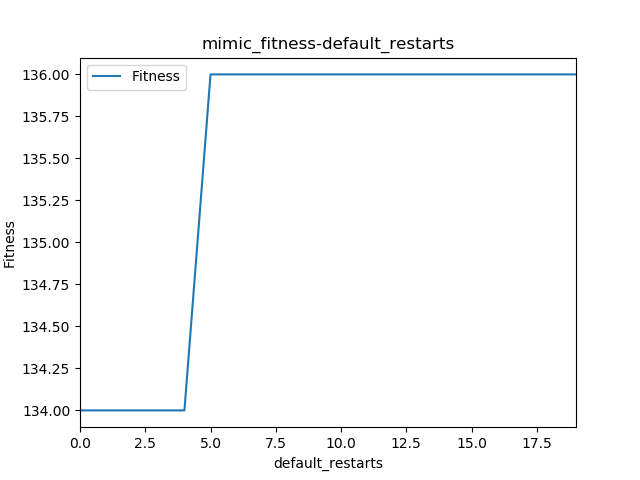 mimic_fitness-default_restarts
Fitness
136.00
135.75
135.50
135.25
135.00
134.75
134.50
134.25
134.00
Fitness
0.0 2.5 5.0 7.5 10.0 12.5 15.0 17.5
default_restarts